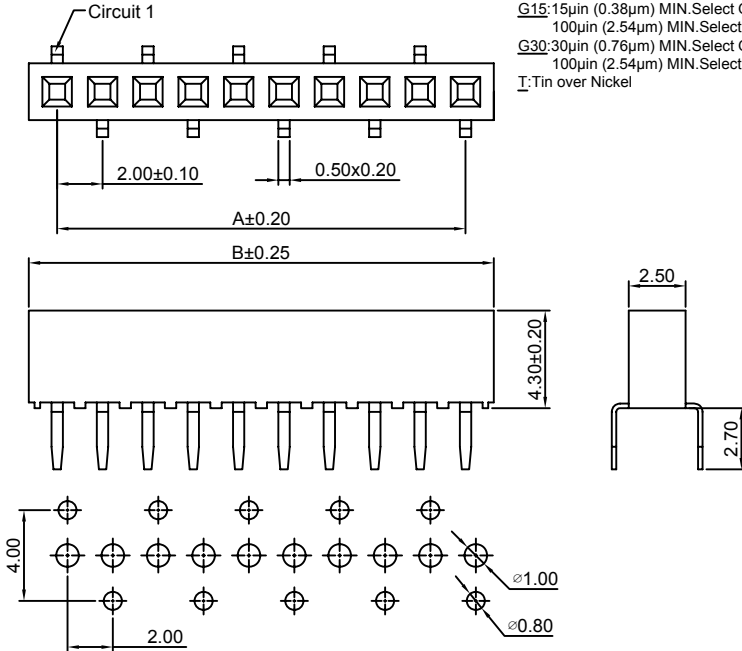 Circuit 1
G15:15µin (0.38µm) MIN.Select
100µin (2.54µm) MIN.Select
G30:30µin (0.76µm) MIN.Select
100µin (2.54µm) MIN.Select
T:Tin over Nickel
2.00±0.10
0.50x0.20
A±0.20
B±0.25
2.50
4.30±0.20
2.70
4.00
⌀1.00
⌀0.80
2.00